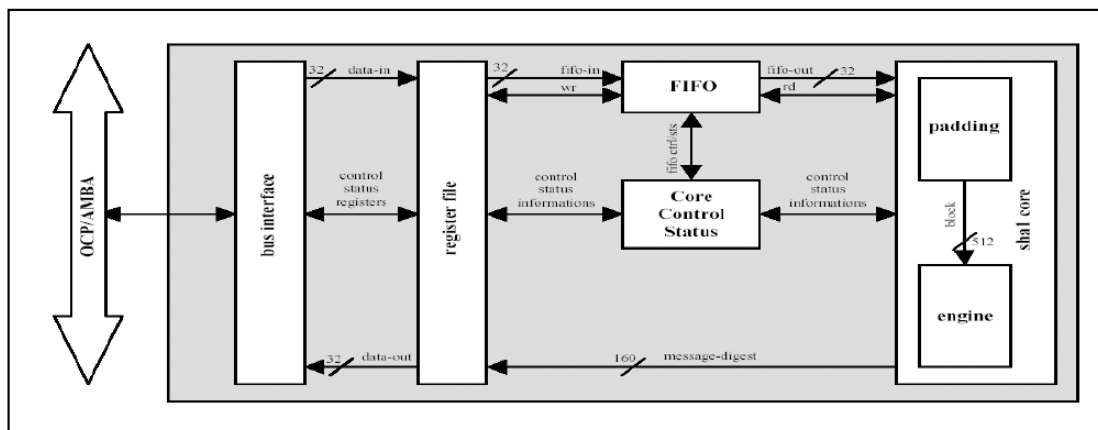 OCP/AMBA
bus interface
32
data-in
control
status
registers
32
data-out
register file
32
fifo-in
wr
control
status
informations
FIFO
fifo ctrl/sts
Core
Control
Status
fifo-out
32
rd
control
status
informations
160
message-digest
padding
block
512
engine
sha1 core